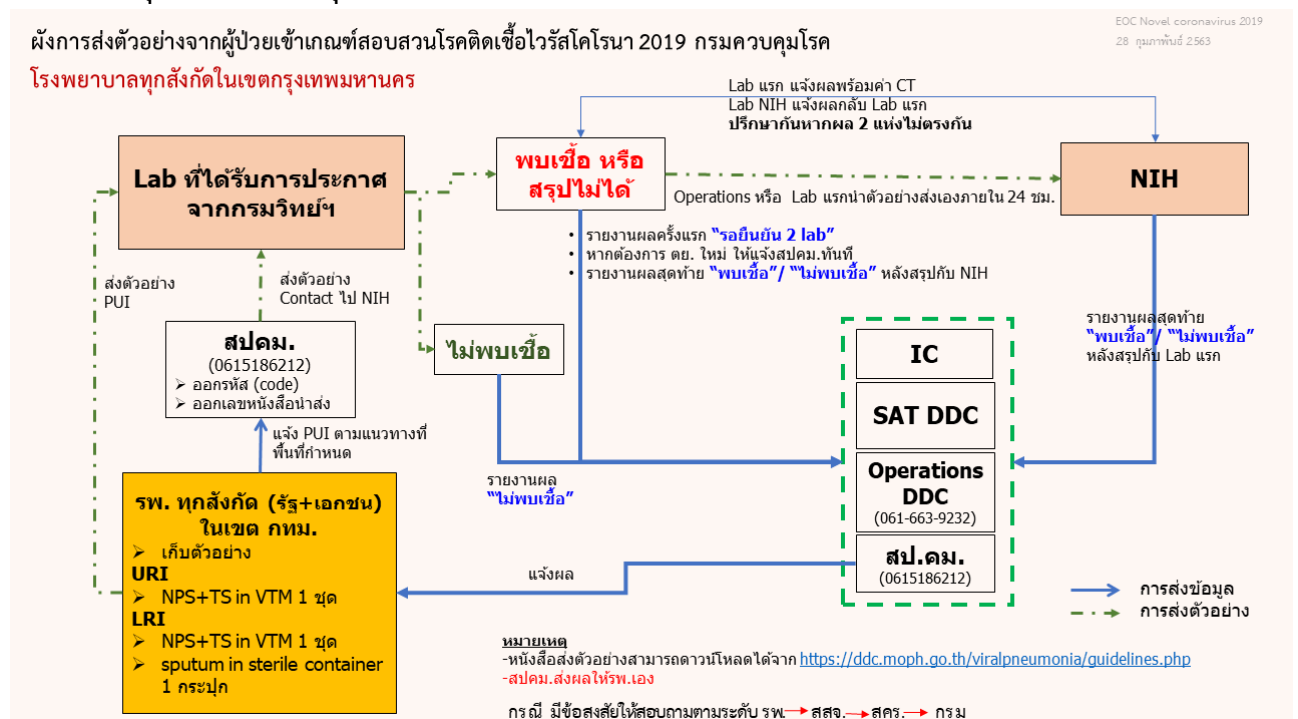 EOC Novel coronavirus 2019
28 กุมภาพันธ์ 2563
ผังการส่งตัวอย่างจากผู้ป่วยเข้าเกณฑ์สอบสวนโรคติดเชื้อไวรัสโคโรนา 2019 กรมควบคุมโรค
โรงพยาบาลทุกสังกัดในเขตกรุงเทพมหานคร
Lab แรก แจ้งผลพร้อมค่า CT
Lab NIH แจ้งผลกลับ Lab แรก
ปรึกษากันหากผล 2 แห่งไม่ตรงกัน
Lab ที่ได้รับการประกาศ
จากกรมวิทย์ฯ
พบเชื้อ หรือ
สรุปไม่ได้
NIH
Operations หรือ Lab แรกนำตัวอย่างส่งเองภายใน 24 ชม.
• รายงานผลครั้งแรก “รอยืนยัน 2 lab”
• หากต้องการ ตย. ใหม่ ให้แจ้งสปคม.ทันที
• รายงานผลสุดท้าย “พบเชื้อ”/ “ไม่พบเชื้อ” หลังสรุปกับ NIH
ส่งตัวอย่าง
PUI
ส่งตัวอย่าง
Contact ไป NIH
สปคม.
(0615186212)
➢ ออกรหัส (code)
➢ ออกเลขหนังสือนำส่ง
ไม่พบเชื้อ
รายงานผลสุดท้าย
“พบเชื้อ”/ “ไม่พบเชื้อ”
หลังสรุปกับ Lab แรก
IC
SAT DDC
Operations
DDC
(061-663-9232)
สป.คม.
(0615186212)
แจ้ง PUI ตามแนวทางที่
พื้นที่กำหนด
รายงานผล
“ไม่พบเชื้อ”
รพ. ทุกสังกัด (รัฐ+เอกชน)
ในเขต กทม.
➢ เก็บตัวอย่าง
URI
➢ NPS+TS in VTM 1 ชุด
LRI
➢ NPS+TS in VTM 1 ชุด
➢ sputum in sterile container
1 กระปุก
แจ้งผล
การส่งข้อมูล
การส่งตัวอย่าง
หมายเหตุ
-หนังสือส่งตัวอย่างสามารถดาวน์โหลดได้จาก https://ddc.moph.go.th/viralpneumonia/guidelines.php
-สปคม.ส่งผลให้รพ.เอง
กรณี มีข้อสงสัยให้สอบถามตามระดับ รพ. → สสจ. → สคร. → กรม